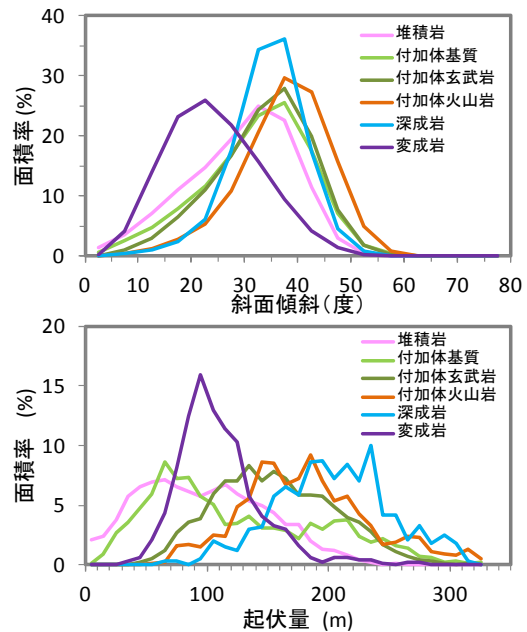 40
30
20
10
0
面積率 (%)
堆積岩
付加体基質
付加体玄武岩
付加体火山岩
深成岩
変成岩
0 10 20 30 40 50 60 70 80
斜面傾斜(度)
20
15
10
5
0
面積率 (%)
堆積岩
付加体基質
付加体玄武岩
付加体火山岩
深成岩
変成岩
0 100 200 300
起伏量 (m)